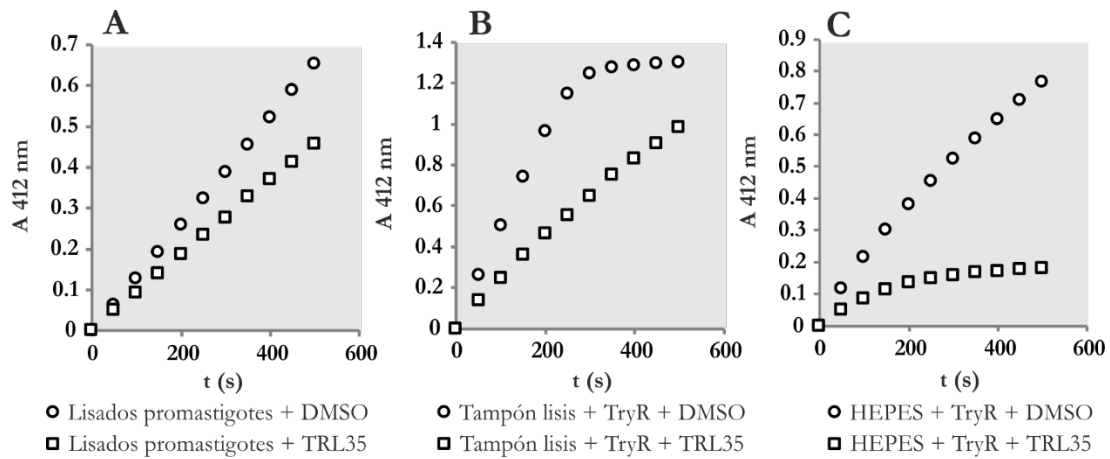 A
0.7
0.6
0.5
0.4
0.3
0.2
0.1
0
A 412 nm
0
200
400
600
t (s)
Lisados promastigotes + DMSO
Lisados promastigotes + TRL35
B
1.4
1.2
1
0.8
0.6
0.4
0.2
0
A 412 nm
0
200
400
600
t (s)
Tampón lisis + TryR + DMSO
Tampón lisis + TryR + TRL35
C
0.9
0.8
0.7
0.6
0.5
0.4
0.3
0.2
0.1
0
A 412 nm
0
200
400
600
t (s)
HEPES + TryR + DMSO
HEPES + TryR + TRL35